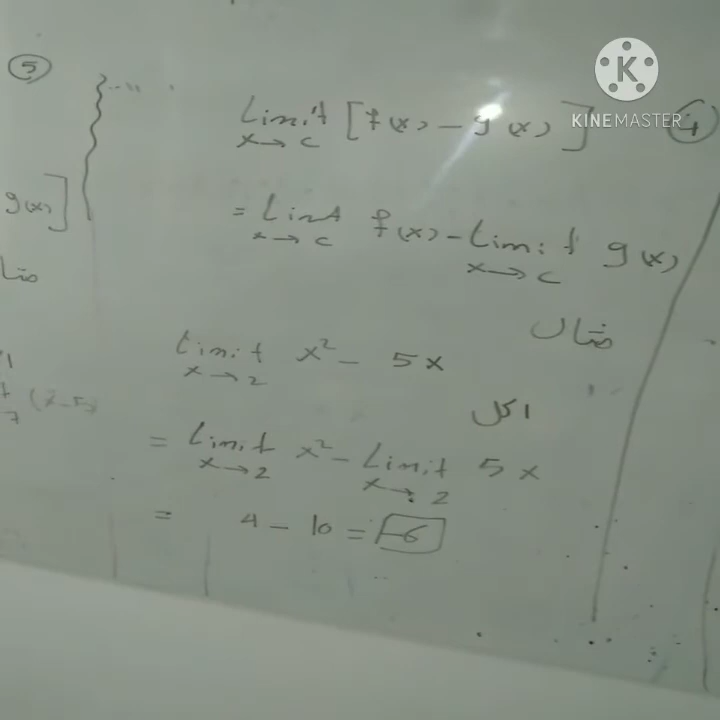 KINEMASTER
④
Limit [f(x) - g(x)]
x→c
= Limit f(x) - Limit g(x)
x→c x→c
مثال
Limit x² - 5x
x→2
الحل
= Limit x² - Limit 5x
x→2 x→2
= 4 - 10 = -6
⑤
g(x)]
(x-5)